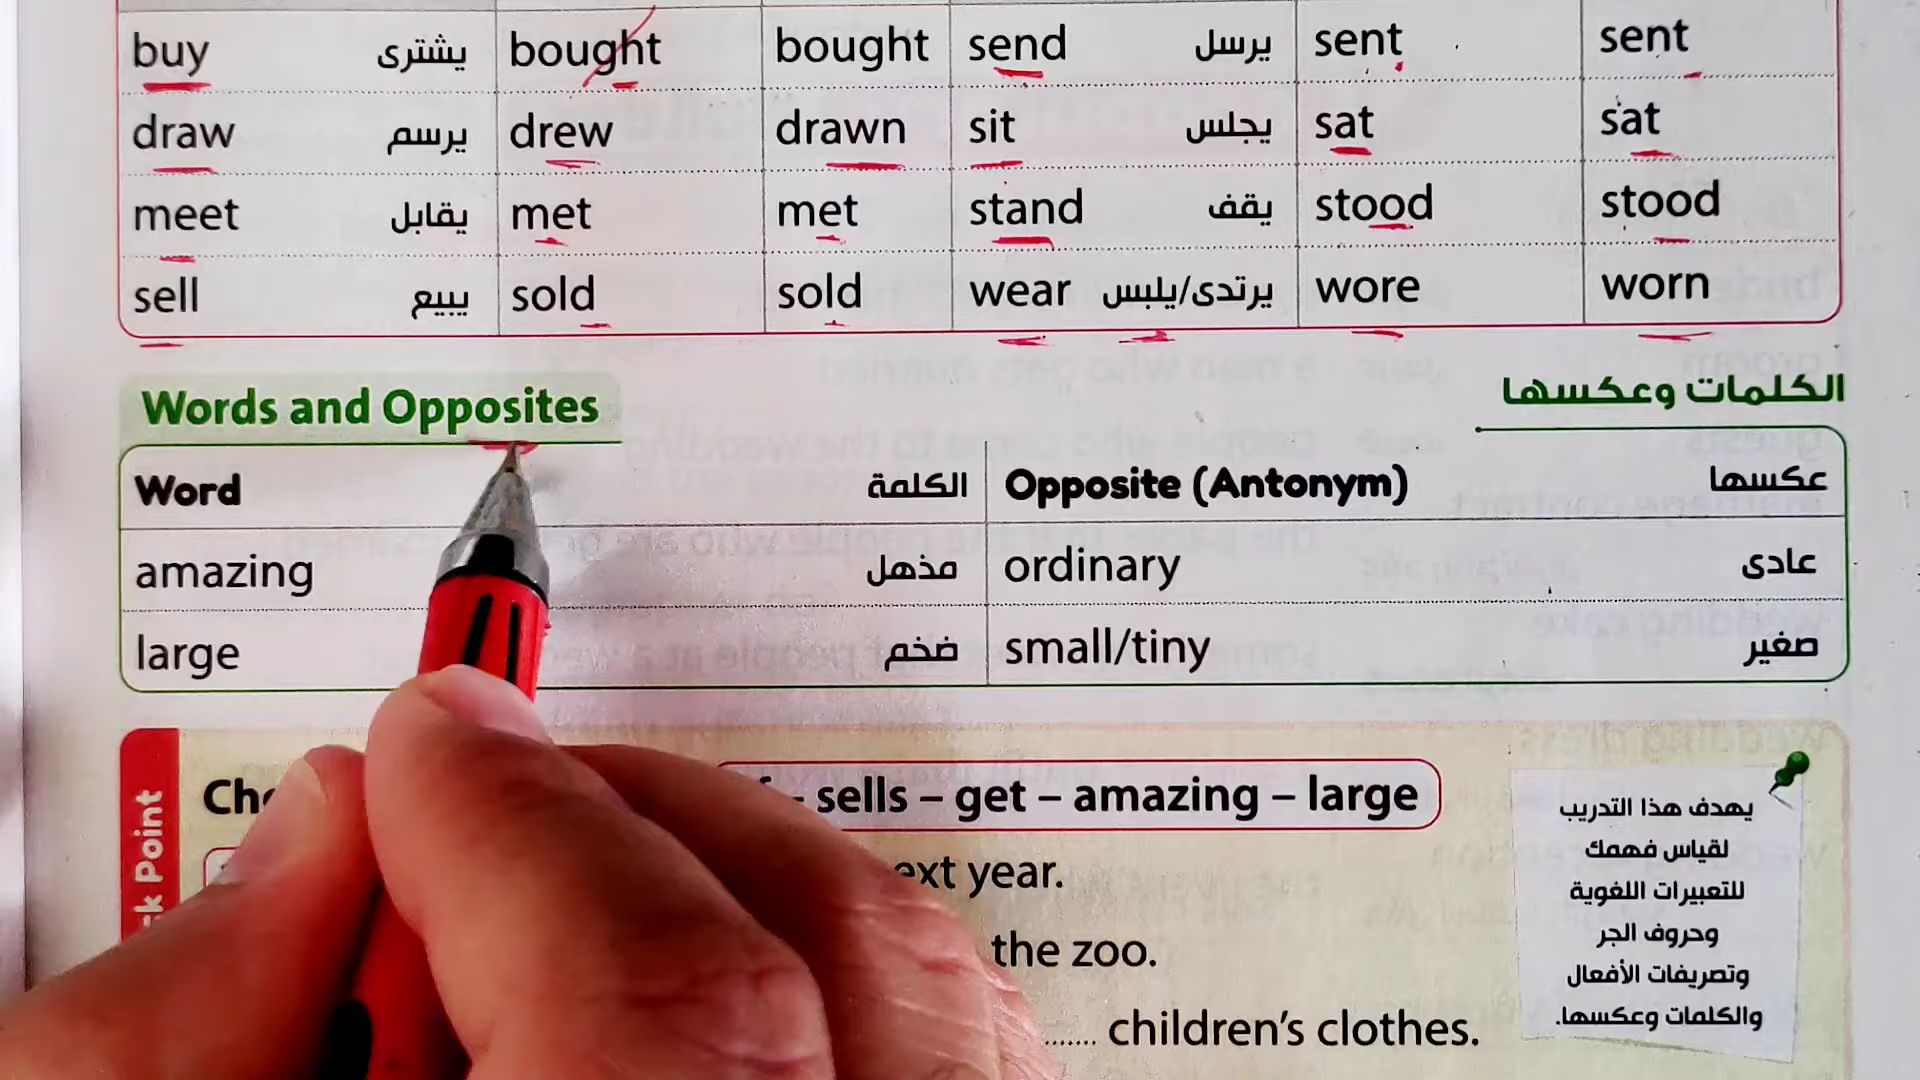 buy يشترى bought bought send يرسل sent sent
draw يرسم drew drawn sit يجلس sat sat
meet يقابل met met stand يقف stood stood
sell يبيع sold sold wear يرتدى/يلبس wore worn
Words and Opposites الكلمات وعكسها
Word الكلمة Opposite (Antonym) عكسها
amazing مذهل ordinary عادى
large ضخم small/tiny صغير
- sells – get – amazing – large
year.
the zoo.
....... children's clothes.
Point
يهدف هذا التدريب
لقياس فهمك
للتعبيرات اللغوية
وحروف الجر
وتصريفات الأفعال
والكلمات وعكسها.